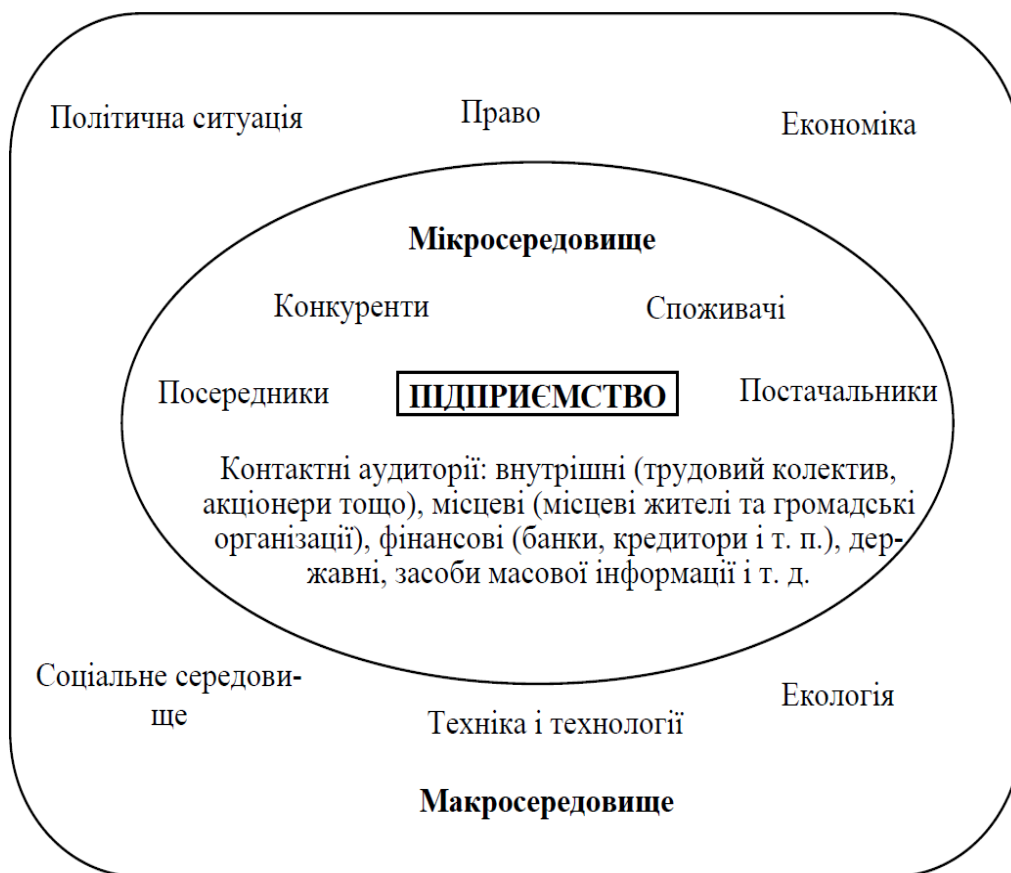 Політична ситуація
Право
Економіка
Мікросередовище
Конкуренти
Споживачі
Посередники
ПІДПРИЄМСТВО
Постачальники
Контактні аудиторії: внутрішні (трудовий колектив,
акціонери тощо), місцеві (місцеві жителі та громадські
організації), фінансові (банки, кредитори і т. п.), дер-
жавні, засоби масової інформації і т. д.
Соціальне середови-
ще
Техніка і технології
Екологія
Макросередовище